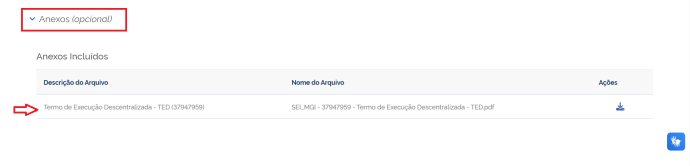 Anexos (opcional)
Anexos Incluídos
Descrição do Arquivo Nome do Arquivo Ações
Termo de Execução Descentralizada - TED (37947959) SEI_MGI - 37947959 - Termo de Execução Descentralizada - TED.pdf